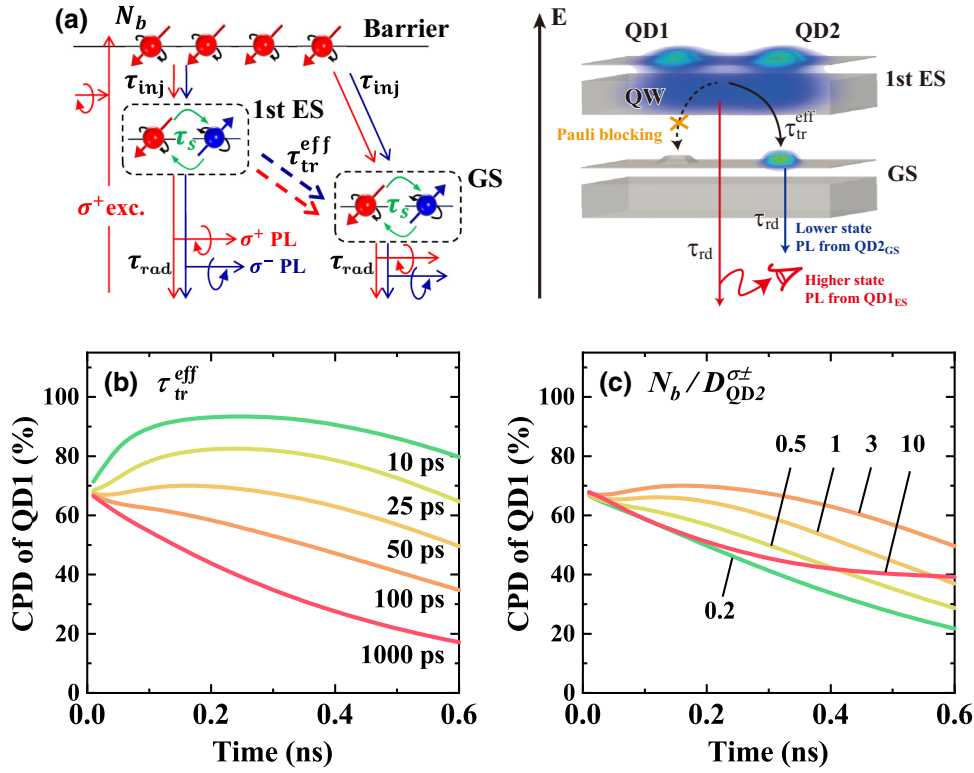 (a)
N_b
Barrier
τ_inj
τ_inj
1st ES
τ_s
τ_tr^eff
GS
τ_s
σ⁺ exc.
σ⁺ PL
σ⁻ PL
τ_rad
τ_rad
E
QD1
QD2
1st ES
QW
Pauli blocking
τ_tr^eff
GS
τ_rd
τ_rd
Lower state
PL from QD2_GS
Higher state
PL from QD1_ES
(b)
τ_tr^eff
CPD of QD1 (%)
100
80
60
40
20
0
10 ps
25 ps
50 ps
100 ps
1000 ps
0.0
0.2
0.4
0.6
Time (ns)
(c)
N_b / D_QD2^σ±
CPD of QD1 (%)
100
80
60
40
20
0
0.5
1
3
10
0.2
0.0
0.2
0.4
0.6
Time (ns)